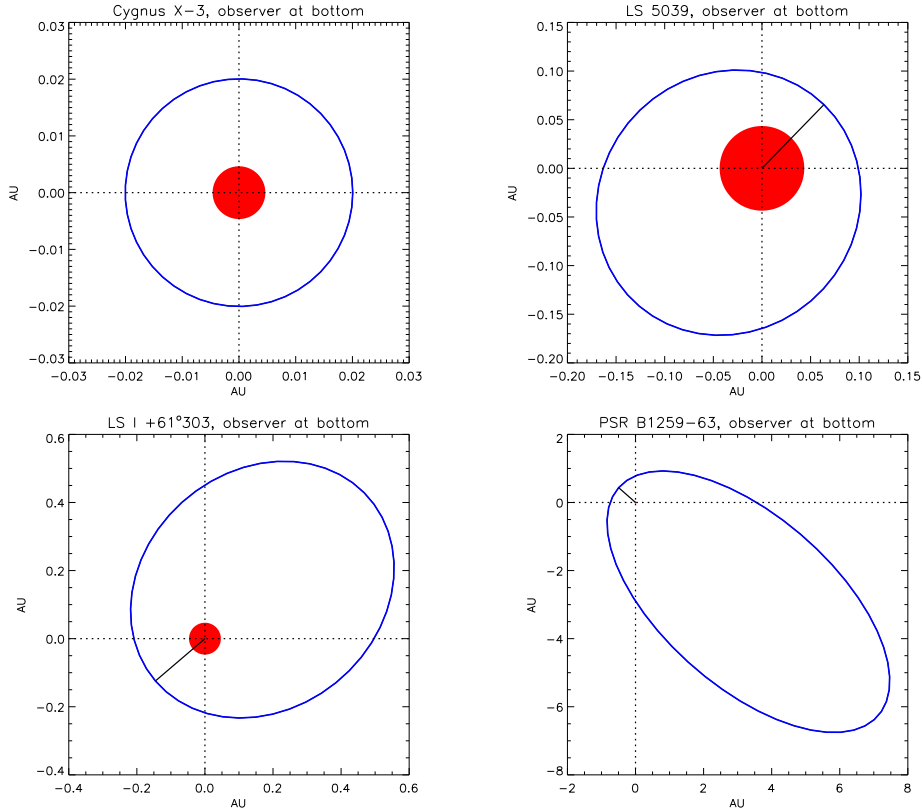 Cygnus X-3, observer at bottom
0.03
0.02
0.01
0.00
-0.01
-0.02
-0.03
AU
-0.03 -0.02 -0.01 0.00 0.01 0.02 0.03
AU
LS 5039, observer at bottom
0.15
0.10
0.05
0.00
-0.05
-0.10
-0.15
-0.20
AU
-0.20 -0.15 -0.10 -0.05 0.00 0.05 0.10 0.15
AU
LS I +61°303, observer at bottom
0.6
0.4
0.2
0.0
-0.2
-0.4
AU
-0.4 -0.2 0.0 0.2 0.4 0.6
AU
PSR B1259-63, observer at bottom
2
0
-2
-4
-6
-8
AU
-2 0 2 4 6 8
AU